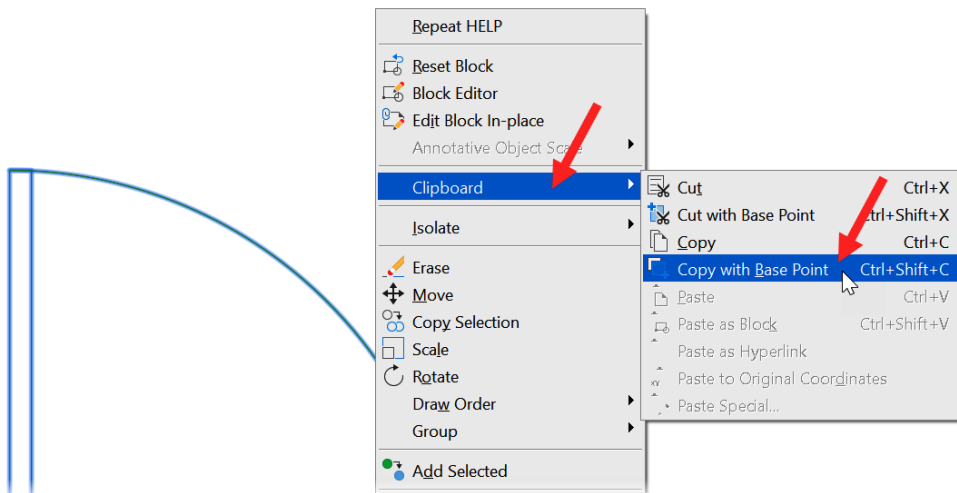 Repeat HELP
Reset Block
Block Editor
Edit Block In-place
Annotative Object Scale
Clipboard
Isolate
Erase
Move
Copy Selection
Scale
Rotate
Draw Order
Group
Add Selected
Cut Ctrl+X
Cut with Base Point Ctrl+Shift+X
Copy Ctrl+C
Copy with Base Point Ctrl+Shift+C
Paste Ctrl+V
Paste as Block Ctrl+Shift+V
Paste as Hyperlink
Paste to Original Coordinates
Paste Special...